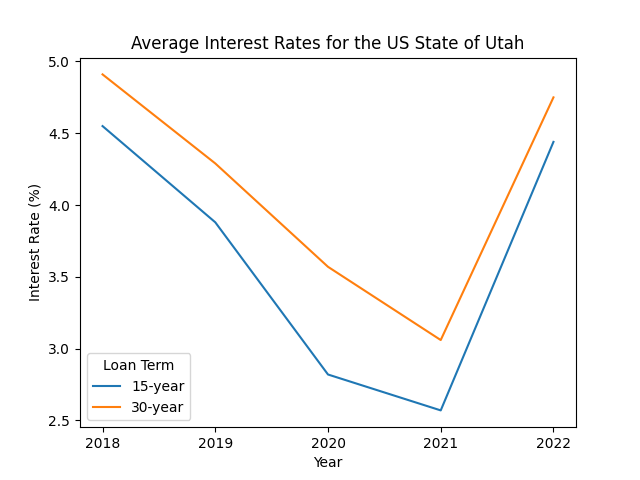 Average Interest Rates for the US State of Utah
Interest Rate (%)
5.0
4.5
4.0
3.5
3.0
2.5
Loan Term
15-year
30-year
2018 2019 2020 2021 2022
Year